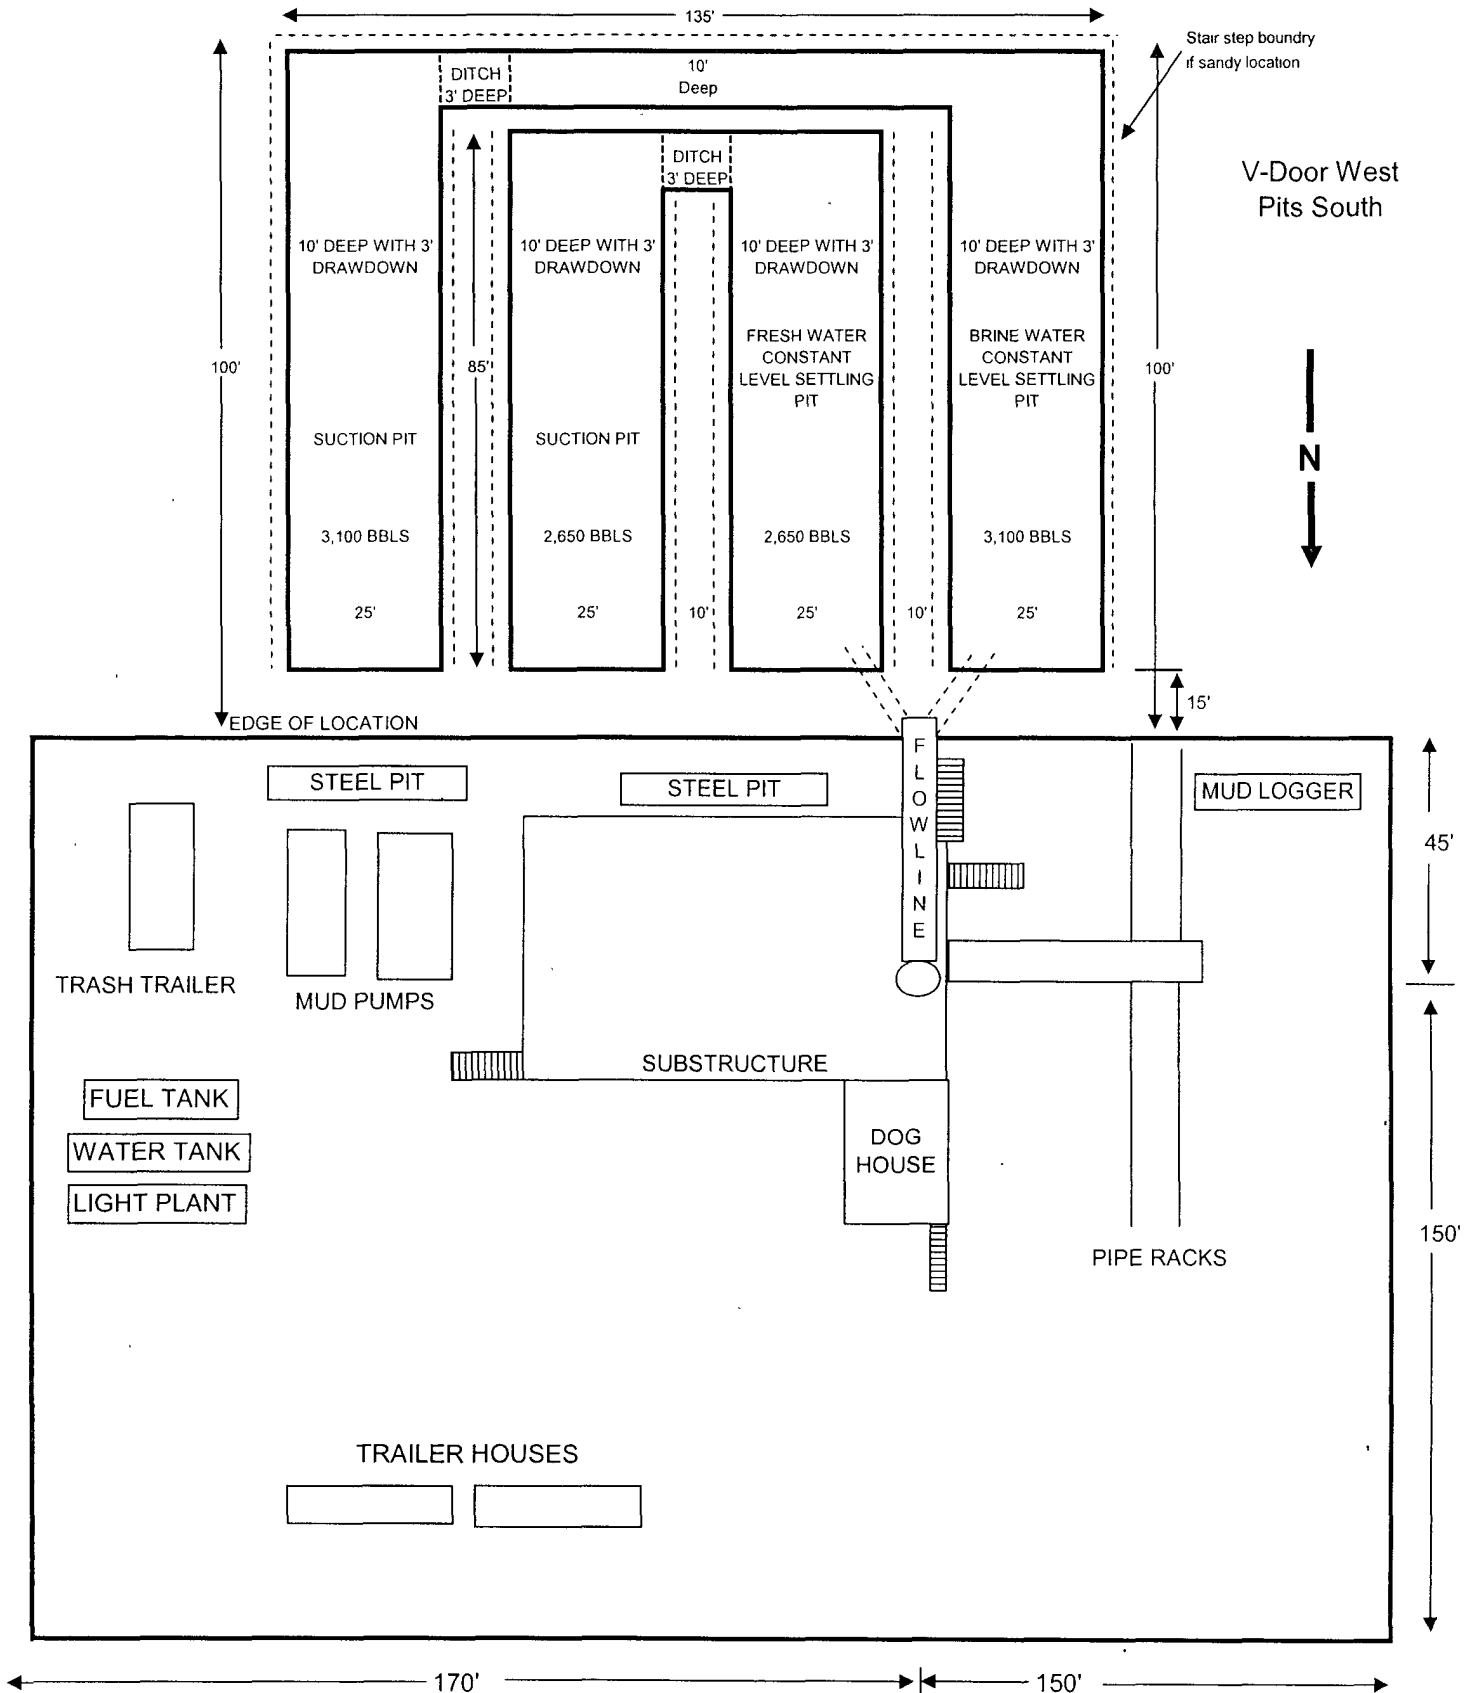 135'
Stair step boundry
if sandy location
DITCH
3' DEEP
10'
Deep
DITCH
3' DEEP
V-Door West
Pits South
10' DEEP WITH 3'
DRAWDOWN
10' DEEP WITH 3'
DRAWDOWN
10' DEEP WITH 3'
DRAWDOWN
10' DEEP WITH 3'
DRAWDOWN
FRESH WATER
CONSTANT
LEVEL SETTLING
PIT
BRINE WATER
CONSTANT
LEVEL SETTLING
PIT
100'
85'
100'
SUCTION PIT
SUCTION PIT
N
3,100 BBLS
2,650 BBLS
2,650 BBLS
3,100 BBLS
25'
25'
10'
25'
10'
25'
15'
EDGE OF LOCATION
STEEL PIT
STEEL PIT
FLOWLINE
MUD LOGGER
45'
TRASH TRAILER
MUD PUMPS
SUBSTRUCTURE
FUEL TANK
WATER TANK
LIGHT PLANT
DOG
HOUSE
PIPE RACKS
150'
TRAILER HOUSES
170'
150'